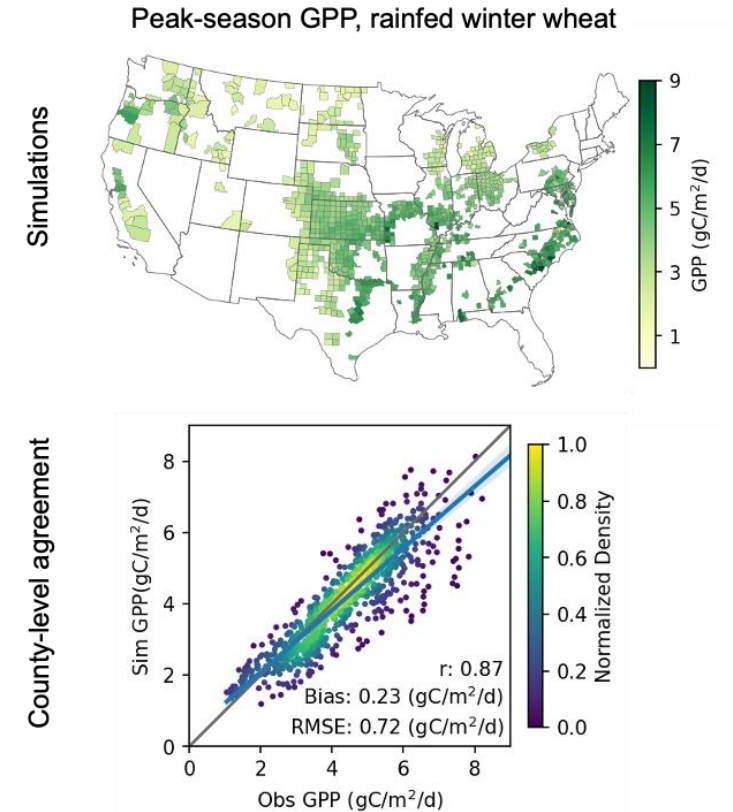 Peak-season GPP, rainfed winter wheat
Simulations
9
7
5
3
1
GPP (gC/m²/d)
County-level agreement
8
6
4
2
0
Sim GPP(gC/m²/d)
r: 0.87
Bias: 0.23 (gC/m²/d)
RMSE: 0.72 (gC/m²/d)
0 2 4 6 8
Obs GPP (gC/m²/d)
1.0
0.8
0.6
0.4
0.2
0.0
Normalized Density